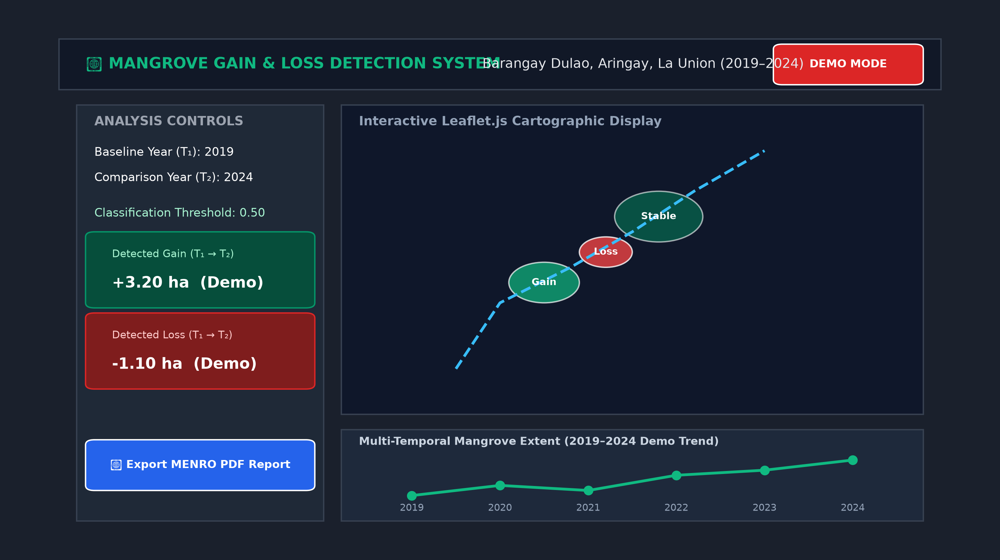 MANGROVE GAIN & LOSS DETECTION SYSTEM
Barangay Dulao, Aringay, La Union (2019–2024)
DEMO MODE
ANALYSIS CONTROLS
Baseline Year (T₁): 2019
Comparison Year (T₂): 2024
Classification Threshold: 0.50
Detected Gain (T₁ → T₂)
+3.20 ha (Demo)
Detected Loss (T₁ → T₂)
-1.10 ha (Demo)
Export MENRO PDF Report
Interactive Leaflet.js Cartographic Display
Stable
Loss
Gain
Multi-Temporal Mangrove Extent (2019–2024 Demo Trend)
2019 2020 2021 2022 2023 2024